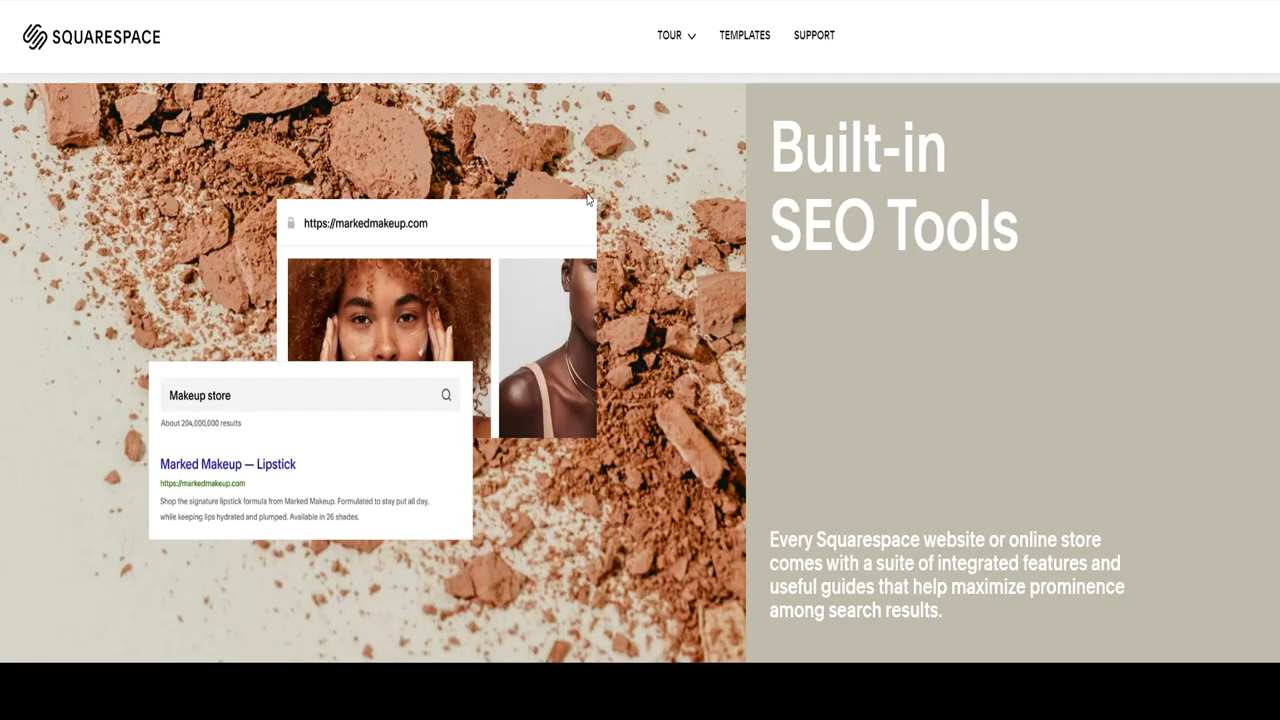 SQUARESPACE
TOUR
TEMPLATES
SUPPORT
https://markedmakeup.com
Makeup store
About 204,000,000 results
Marked Makeup — Lipstick
https://markedmakeup.com
Shop the signature lipstick formula from Marked Makeup. Formulated to stay put all day,
while keeping lips hydrated and plumped. Available in 26 shades.
Built-in
SEO Tools
Every Squarespace website or online store
comes with a suite of integrated features and
useful guides that help maximize prominence
among search results.